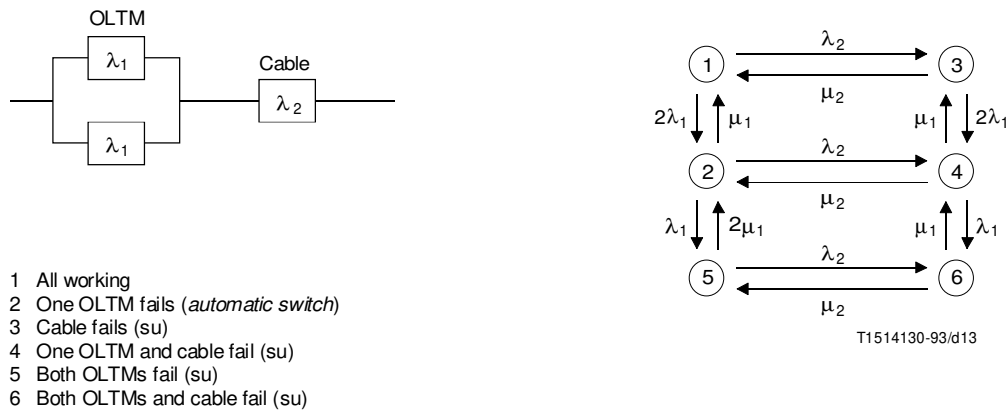 OLTM
λ1
Cable
λ2
λ1
1 All working
2 One OLTM fails (automatic switch)
3 Cable fails (su)
4 One OLTM and cable fail (su)
5 Both OLTMs fail (su)
6 Both OLTMs and cable fail (su)
λ2
1
3
μ2
2λ1
μ1
μ1
2λ1
λ2
2
4
μ2
λ1
2μ1
μ1
λ1
λ2
5
6
μ2
T1514130-93/d13